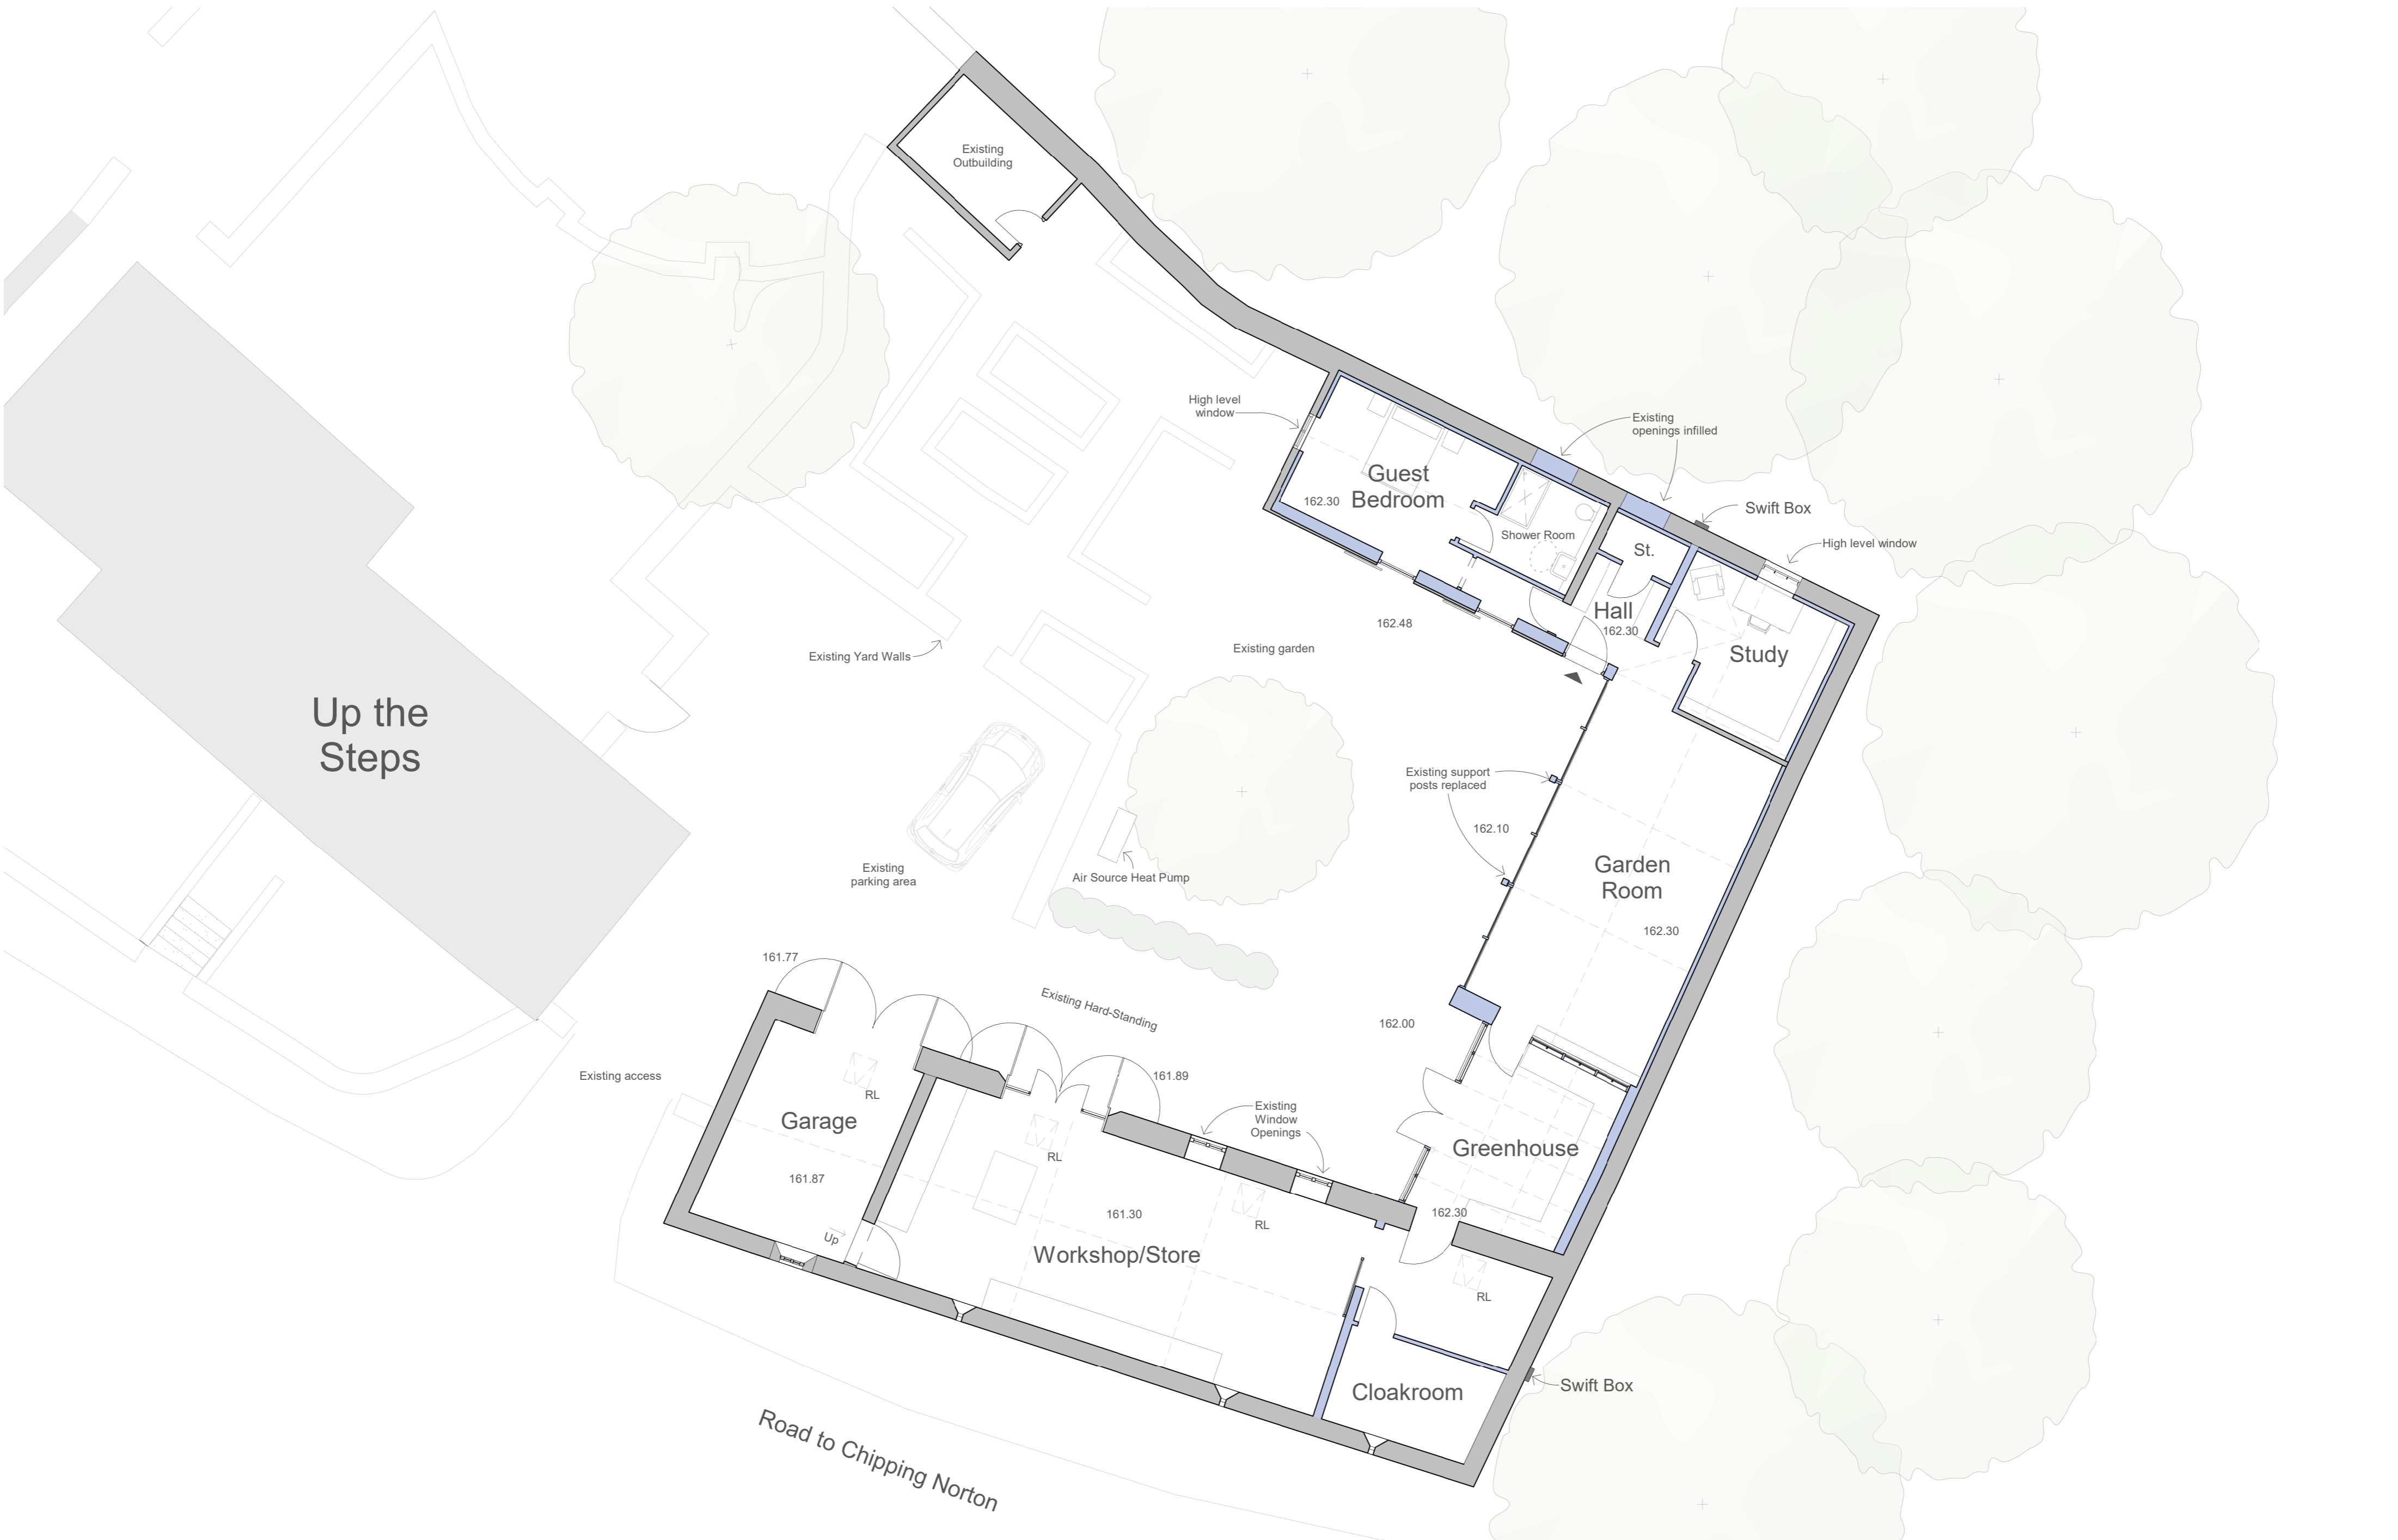 Existing
Outbuilding
High level
window
Existing
openings infilled
Guest
Bedroom
162.30
Swift Box
Shower Room
St.
High level window
Hall
162.30
162.48
Existing garden
Existing Yard Walls
Study
Up the
Steps
Existing support
posts replaced
162.10
Garden
Room
162.30
Existing
parking area
Air Source Heat Pump
161.77
Existing Hard-Standing
162.00
Existing access
161.89
RL
Garage
Existing
Window
Openings
Greenhouse
RL
161.87
161.30
162.30
RL
Up
Workshop/Store
RL
Cloakroom
Swift Box
Road to Chipping Norton